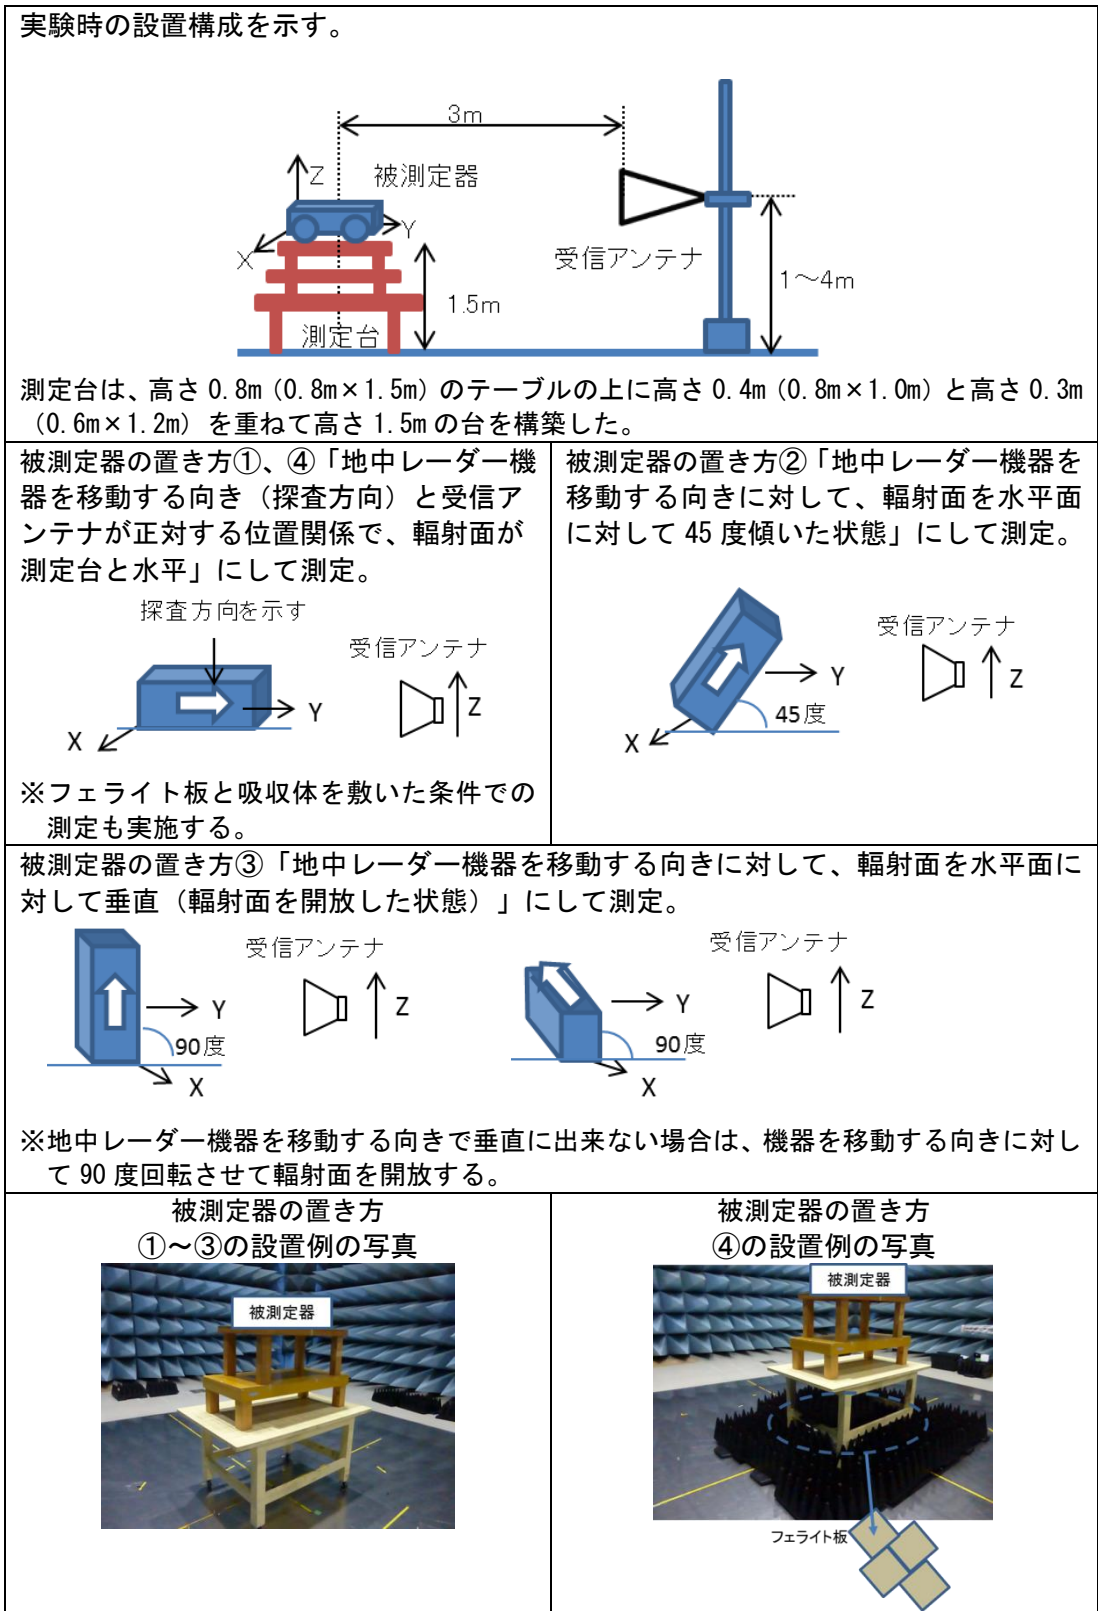 実験時の設置構成を示す。
3m
Z
被測定器
Y
X
受信アンテナ
1～4m
1.5m
測定台
測定台は、高さ 0.8m（0.8m×1.5m）のテーブルの上に高さ 0.4m（0.8m×1.0m）と高さ 0.3m
（0.6m×1.2m）を重ねて高さ 1.5m の台を構築した。
被測定器の置き方①、④「地中レーダー機
器を移動する向き（探査方向）と受信ア
ンテナが正対する位置関係で、輻射面が
測定台と水平」にして測定。
探査方向を示す
受信アンテナ
Y
Z
X
※フェライト板と吸収体を敷いた条件での
測定も実施する。
被測定器の置き方②「地中レーダー機器を
移動する向きに対して、輻射面を水平面
に対して 45 度傾いた状態」にして測定。
受信アンテナ
Y
Z
45度
X
被測定器の置き方③「地中レーダー機器を移動する向きに対して、輻射面を水平面に
対して垂直（輻射面を開放した状態）」にして測定。
受信アンテナ
Y
Z
90度
X
受信アンテナ
Y
Z
90度
X
※地中レーダー機器を移動する向きで垂直に出来ない場合は、機器を移動する向きに対し
て 90 度回転させて輻射面を開放する。
被測定器の置き方
①～③の設置例の写真
被測定器
被測定器の置き方
④の設置例の写真
被測定器
フェライト板